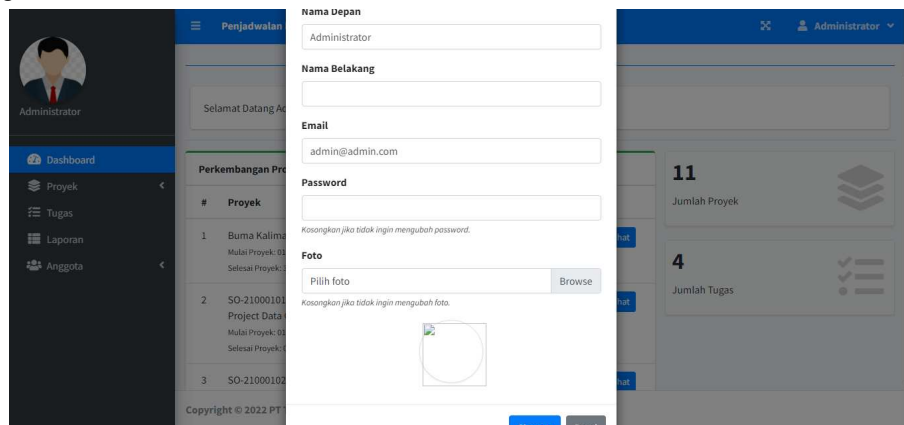 Nama Depan
Penjadwalan
Administrator
Administrator
Nama Belakang
Administrator
Selamat Datang
Email
admin@admin.com
Dashboard
Perkembangan
11
Password
Proyek
Jumlah Proyek
# Proyek
Tugas
Kosongkan jika tidak ingin mengubah password.
Laporan
1 Buma
Mulai Proyek: 01
Foto
Anggota
Selesai Proyek:
4
Pilih foto Browse
Jumlah Tugas
2 SO-21000101
Kosongkan jika tidak ingin mengubah foto.
Project Data
Mulai Proyek: 01
Selesai Proyek:
3 SO-21000102
Copyright © 2022 PT